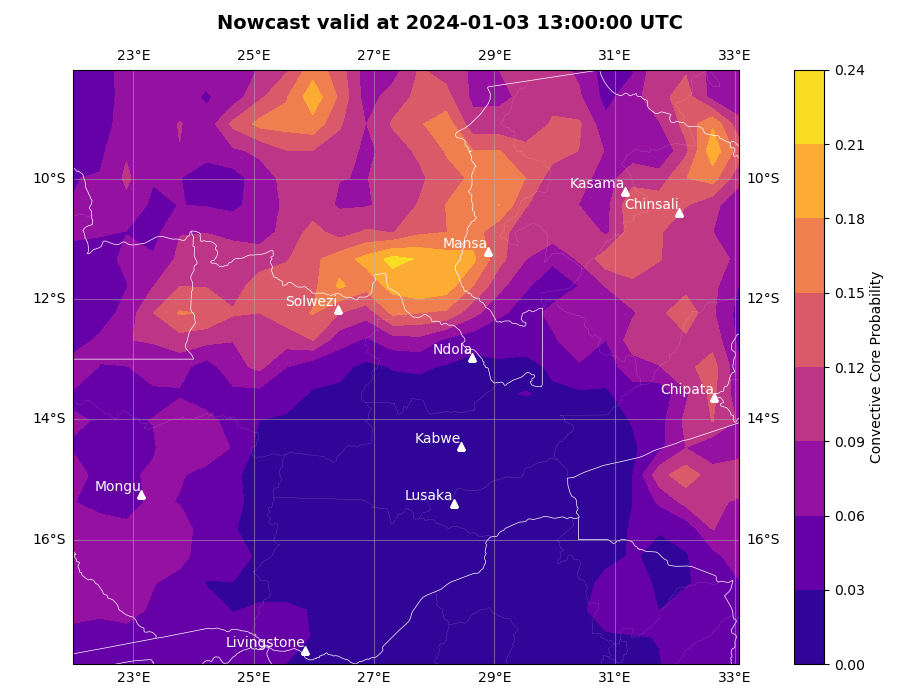 Nowcast valid at 2024-01-03 13:00:00 UTC
23°E 25°E 27°E 29°E 31°E 33°E
10°S 10°S
12°S 12°S
14°S 14°S
16°S 16°S
Kasama
Chinsali
Mansa
Solwezi
Ndola
Chipata
Kabwe
Mongu
Lusaka
Livingstone
23°E 25°E 27°E 29°E 31°E 33°E
0.24
0.21
0.18
0.15
0.12
0.09
0.06
0.03
0.00
Convective Core Probability